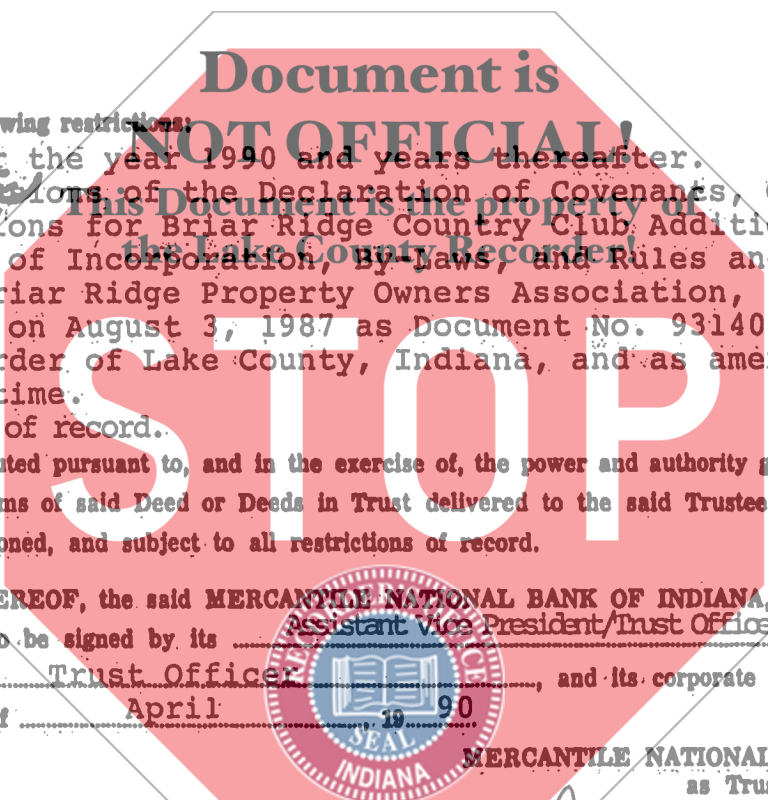 Document is
NOT OFFICIAL!
This Document is the property of
the Lake County Recorder!
STOP
wing restrictions:
the year 1990 and years thereafter.
ions of the Declaration of Covenants,
ons for Briar Ridge Country Club Additi
of Incorporation, By-Laws, and Rules an
riar Ridge Property Owners Association,
on August 3, 1987 as Document No. 93140
rder of Lake County, Indiana, and as ame
time.
of record.
uted pursuant to, and in the exercise of, the power and authority g
ms of said Deed or Deeds in Trust delivered to the said Trustee
oned, and subject to all restrictions of record.
EREOF, the said MERCANTILE NATIONAL BANK OF INDIANA,
o be signed by its Assistant Vice President/Trust Office
Trust Officer, and its corporate
f April, 19 90
SEAL
INDIANA
MERCANTILE NATIONAL
as Trus